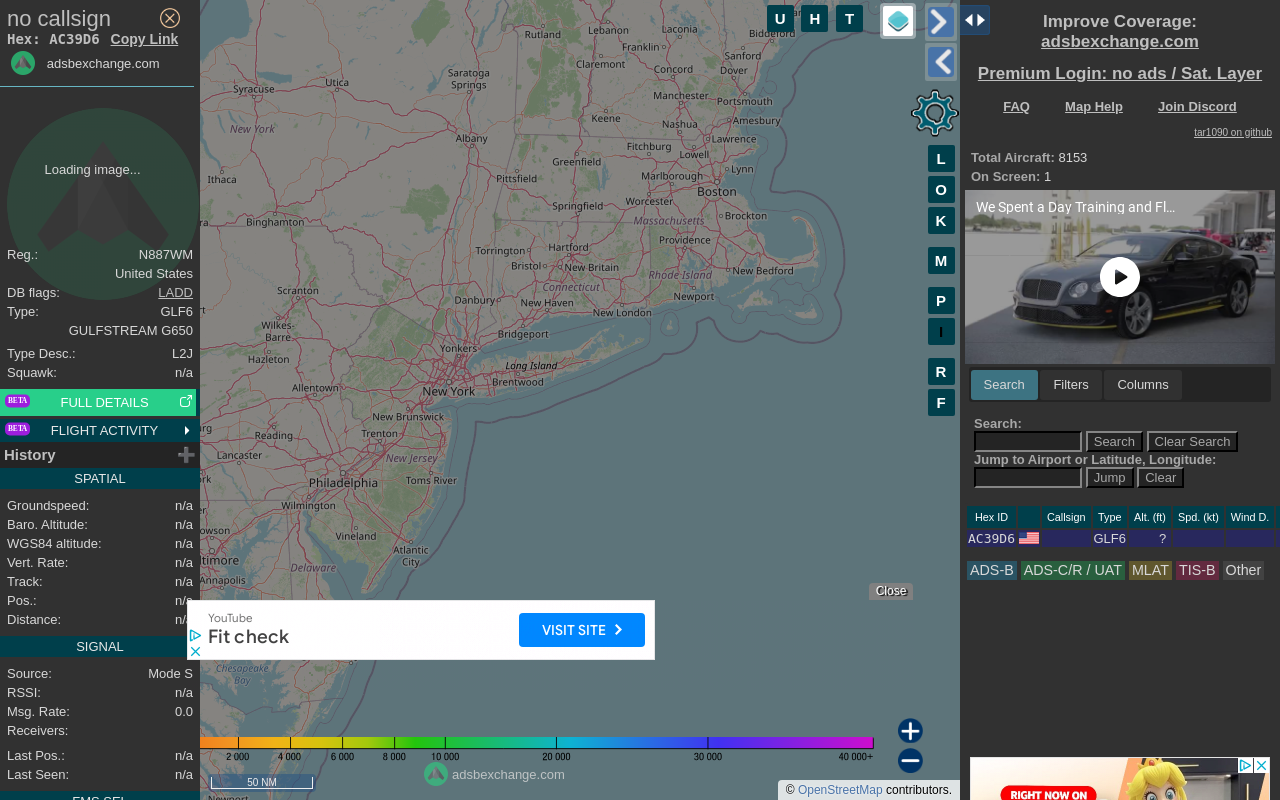 no callsign
Hex: AC39D6 Copy Link
adsbexchange.com
Loading image...
Reg.: N887WM
United States
DB flags: LADD
Type: GLF6
GULFSTREAM G650
Type Desc.: L2J
Squawk: n/a
BETA FULL DETAILS
BETA FLIGHT ACTIVITY
History
SPATIAL
Groundspeed: n/a
Baro. Altitude: n/a
WGS84 altitude: n/a
Vert. Rate: n/a
Track: n/a
Pos.: n/a
Distance: n/
SIGNAL
Source: Mode S
RSSI: n/a
Msg. Rate: 0.0
Receivers:
Last Pos.: n/a
Last Seen: n/a
FMS SEL
U H T
L
O
K
M
P
I
R
F
Rutland
Lebanon
Laconia
Biddeford
Franklin
Claremont
Concord
Sanford
Dover
Saratoga
Springs
Utica
Syracuse
Manchester
Portsmouth
Keene
Nashua
Amesbury
New York
Albany
Greenfield
Fitchburg
Lawrence
Lowell
Ithaca
Pittsfield
Marlborough
Lynn
Boston
Springfield
Worcester
Binghamton
Massachusetts
Brockton
Torrington
Hartford
Providence
Bristol
New Britain
Rhode Island
New Bedford
Connecticut
Scranton
Danbury
New Haven
New London
Newport
Wilkes-
Barre
Bridgeport
Hazleton
Yonkers
Long Island
Allentown
New York
Brentwood
New Brunswick
Reading
Trenton
Lancaster
New Jersey
Philadelphia
Toms River
Wilmington
Vineland
Atlantic
City
ltimore
Annapolis
Delaware
Chesapeake
Bay
Newport
Close
YouTube
Fit check
VISIT SITE
2 000 4 000 6 000 8 000 10 000 20 000 30 000 40 000+
adsbexchange.com
50 NM
© OpenStreetMap contributors.
Improve Coverage:
adsbexchange.com
Premium Login: no ads / Sat. Layer
FAQ Map Help Join Discord
tar1090 on github
Total Aircraft: 8153
On Screen: 1
We Spent a Day Training and Fl...
Search Filters Columns
Search:
Search Clear Search
Jump to Airport or Latitude, Longitude:
Jump Clear
Hex ID Callsign Type Alt. (ft) Spd. (kt) Wind D.
AC39D6 GLF6 ?
ADS-B ADS-C/R / UAT MLAT TIS-B Other
RIGHT NOW ON